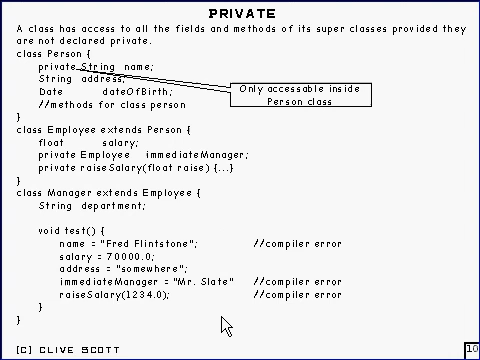 PRIVATE
A class has access to all the fields and methods of its super classes provided they
are not declared private.
class Person {
private String name;
String address;
Date dateOfBirth;
//methods for class person
}
Only accessable inside
Person class
class Employee extends Person {
float salary;
private Employee immediateManager;
private raiseSalary(float raise) {...}
}
class Manager extends Employee {
String department;
void test() {
name = "Fred Flintstone"; //compiler error
salary = 70000.0;
address = "somewhere";
immediateManager = "Mr. Slate" //compiler error
raiseSalary(1234.0); //compiler error
}
}
[C] CLIVE SCOTT
10